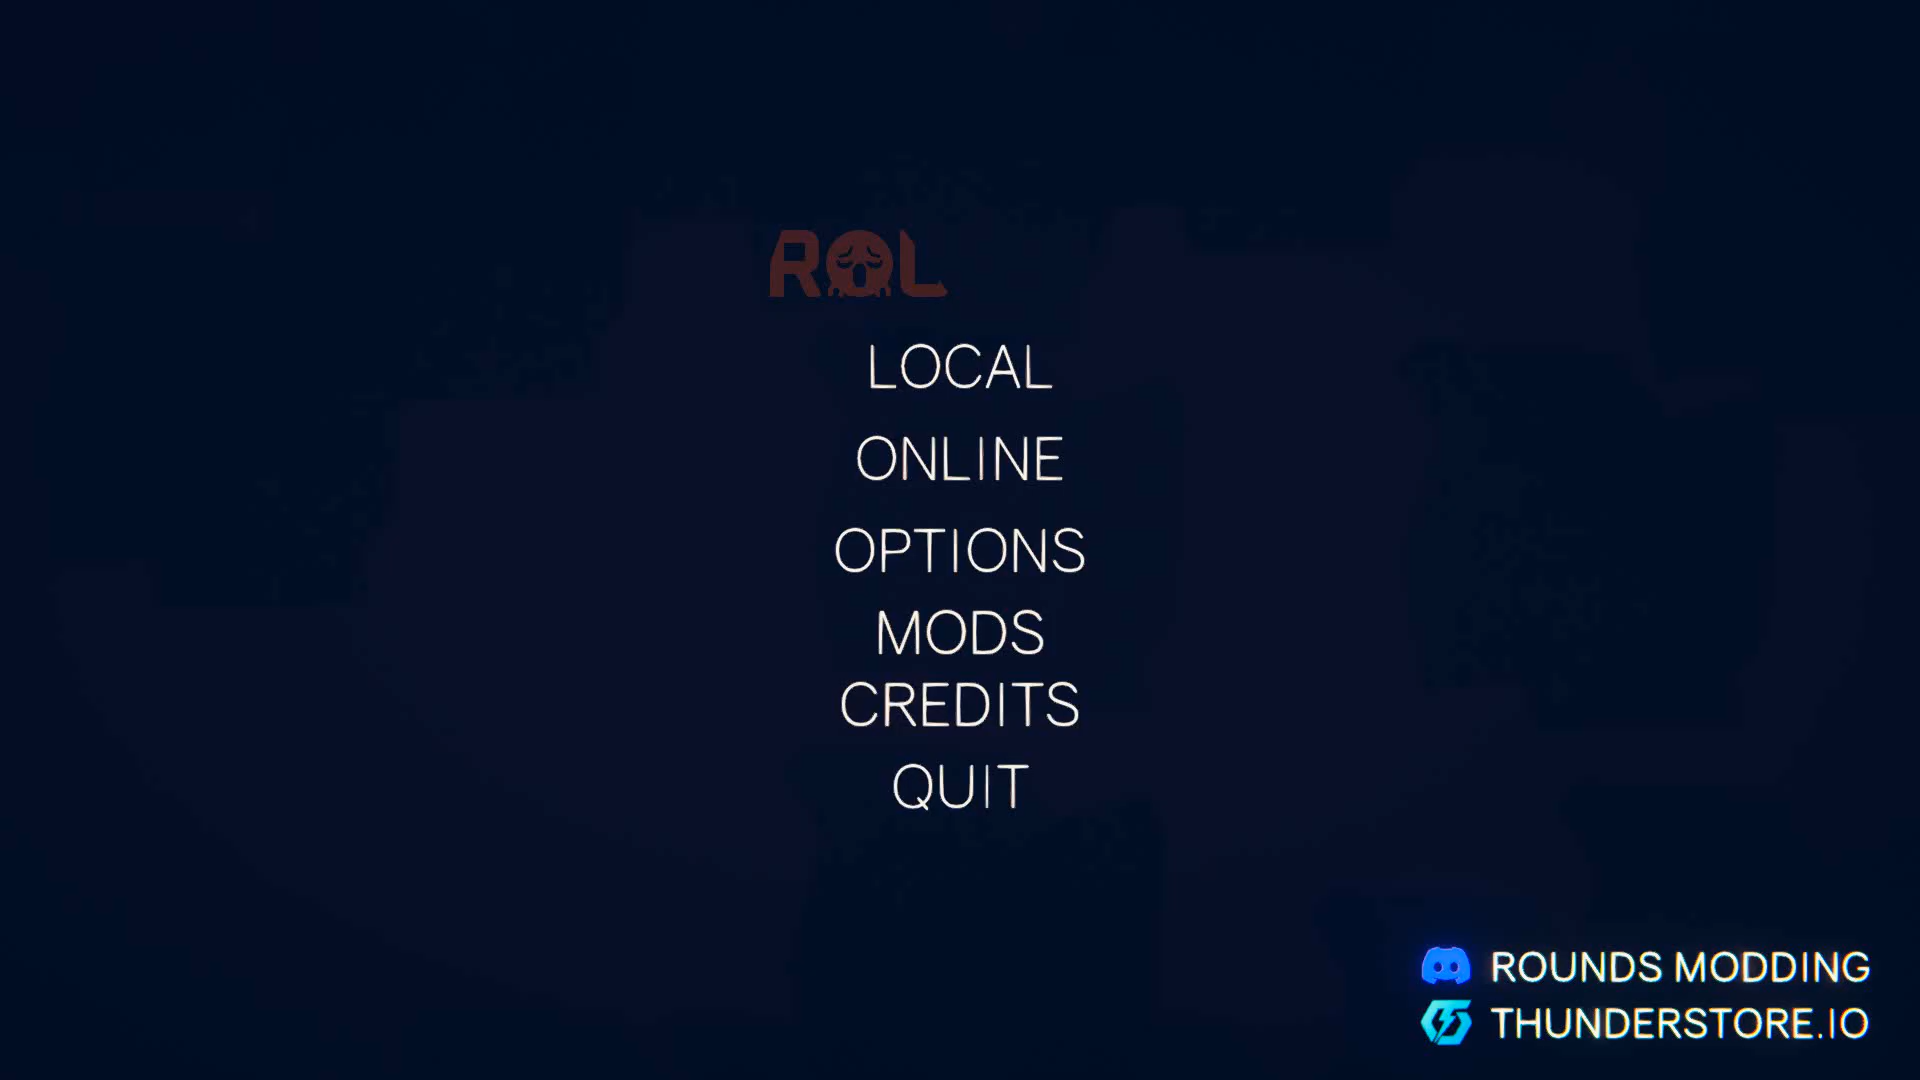 ROL
LOCAL
ONLINE
OPTIONS
MODS
CREDITS
QUIT
ROUNDS MODDING
THUNDERSTORE.IO